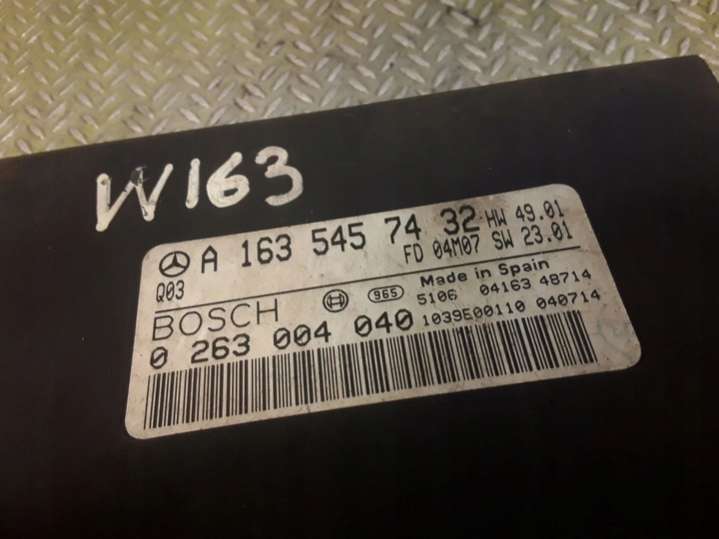 W163
A 163 545 74 32 HW 49.01
Q03 FD 04M07 SW 23.01
Made in Spain
BOSCH 965 5106 04163 48714
0 263 004 040 1039E00110 040714